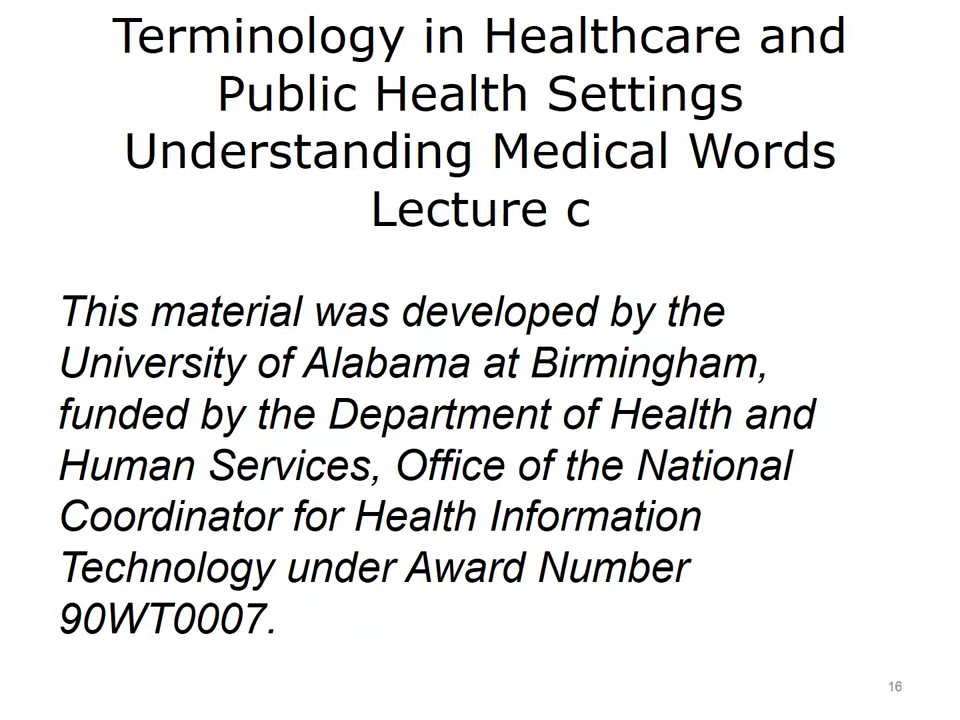 Terminology in Healthcare and
Public Health Settings
Understanding Medical Words
Lecture c
This material was developed by the
University of Alabama at Birmingham,
funded by the Department of Health and
Human Services, Office of the National
Coordinator for Health Information
Technology under Award Number
90WT0007.
16